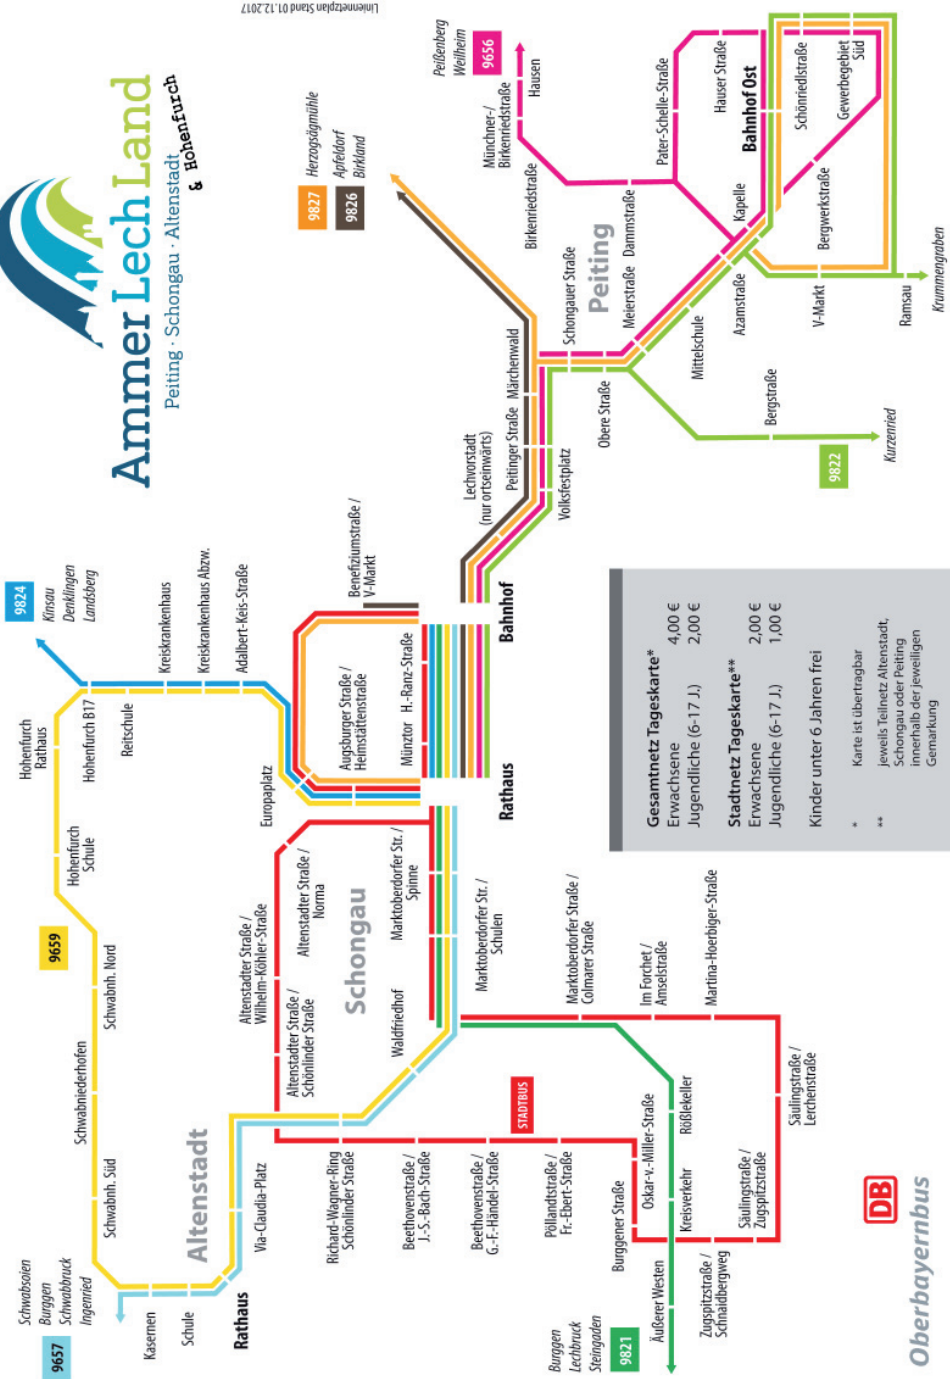 Ammer Lech Land
Peiting · Schongau · Altenstadt
& Hohenfurch
Liniennetzplan Stand 01.12.2017
9824
Kinsau
Denklingen
Landsberg
Hohenfurch
Rathaus
Hohenfurch B17
Reitschule
Kreiskrankenhaus
Kreiskrankenhaus Abzw.
Adalbert-Keis-Straße
Europaplatz
Hohenfurch
Schule
9659
Schwabnh. Nord
Schwabniederhofen
Schwabnh. Süd
Schwabsoien
Burggen
Schwabbruck
Ingenried
9657
Kasernen
Schule
Rathaus
Altenstadt
Via-Claudia-Platz
Altenstadter Straße /
Wilhelm-Köhler-Straße
Altenstadter Straße /
Schönlinder Straße
Altenstadter Straße /
Norma
Schongau
Waldfriedhof
Marktoberdorfer Str. /
Spinne
Marktoberdorfer Str. /
Schulen
Augsburger Straße /
Heimstättenstraße
Benefiziumstraße /
V-Markt
Münztor
H.-Ranz-Straße
Rathaus
Bahnhof
Richard-Wagner-Ring
Schönlinder Straße
Beethovenstraße /
J.-S.-Bach-Straße
Beethovenstraße /
G.-F.-Händel-Straße
STADTBUS
Pöllandtstraße /
Fr.-Ebert-Straße
Burggener Straße
Oskar-v.-Miller-Straße
Rößlekeller
Kreisverkehr
Äußerer Westen
Burggen
Lechbruck
Steingaden
9821
Zugspitzstraße /
Schnaidbergweg
Säulingstraße /
Zugspitzstraße
Säulingstraße /
Lerchenstraße
Martina-Hoerbiger-Straße
Im Forchet /
Amselstraße
Marktoberdorfer Straße /
Colmarer Straße
9827
Herzogsägmühle
9826
Apfeldorf
Birkland
Lechvorstadt
(nur ortseinwärts)
Peitinger Straße
Märchenwald
Volksfestplatz
Schongauer Straße
Peiting
Obere Straße
Meierstraße
Dammstraße
Mittelschule
Azamstraße
Kapelle
Bergstraße
9822
Kurzenried
Peißenberg
Weilheim
9656
Hausen
Münchner-/
Birkenriedstraße
Birkenriedstraße
Pater-Schelle-Straße
Hauser Straße
Bahnhof Ost
Schönriedlstraße
Gewerbegebiet
Süd
Bergwerkstraße
V-Markt
Ramsau
Krummengraben
Gesamtnetz Tageskarte*
Erwachsene 4,00 €
Jugendliche (6-17 J.) 2,00 €
Stadtnetz Tageskarte**
Erwachsene 2,00 €
Jugendliche (6-17 J.) 1,00 €
Kinder unter 6 Jahren frei
* Karte ist übertragbar
** jeweils Teilnetz Altenstadt,
Schongau oder Peiting
innerhalb der jeweiligen
Gemarkung
DB
Oberbayernbus